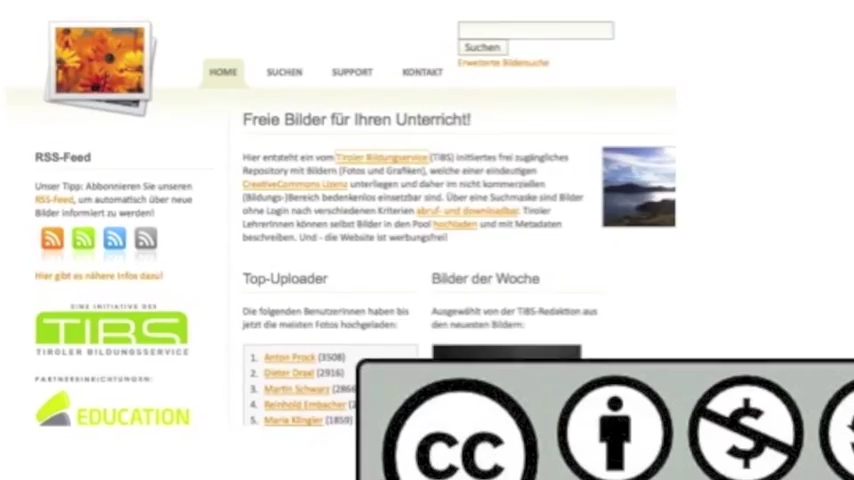 Suchen
Erweiterte Bildersuche
HOME SUCHEN SUPPORT KONTAKT
Freie Bilder für Ihren Unterricht!
RSS-Feed
Unser Tipp: Abbonnieren Sie unseren
RSS-Feed, um automatisch über neue
Bilder informiert zu werden!
Hier gibt es nähere Infos dazu!
EINE INITIATIVE DES
TIBS
TIROLER BILDUNGSSERVICE
PARTNEREINRICHTUNGEN:
EDUCATION
Hier entsteht ein vom Tiroler Bildungsservice (TIBS) initiiertes frei zugängliches
Repository mit Bildern (Fotos und Grafiken), welche einer eindeutigen
CreativeCommons Lizenz unterliegen und daher im nicht kommerziellen
(Bildungs-)Bereich bedenkenlos einsetzbar sind. Über eine Suchmaske sind Bilder
ohne Login nach verschiedenen Kriterien abruf- und downloadbar. Tiroler
LehrerInnen können selbst Bilder in den Pool hochladen und mit Metadaten
beschreiben. Und - die Website ist werbungsfrei!
Top-Uploader
Die folgenden BenutzerInnen haben bis
jetzt die meisten Fotos hochgeladen:
1. Anton Prock (3508)
2. Dieter Draxl (2916)
3. Martin Schwarz
4. Reinhold Embacher
5. Maria Klingler (1859)
Bilder der Woche
Ausgewählt von der TIBS-Redaktion aus
den neuesten Bildern:
cc
$